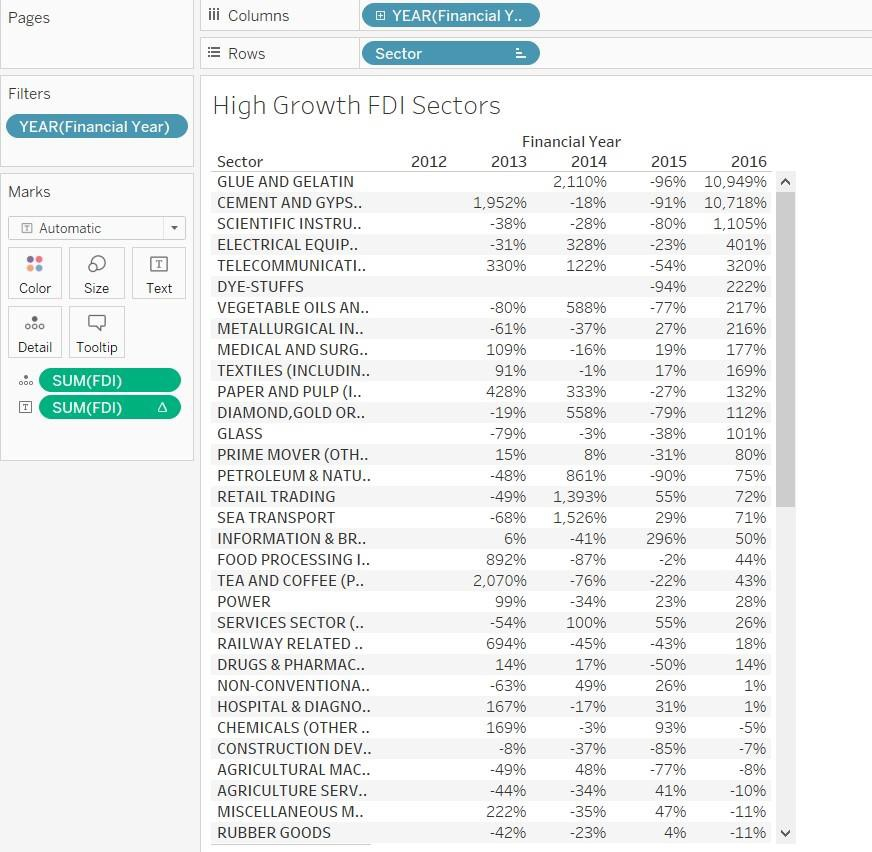 Pages
Columns YEAR(Financial Y..
Rows Sector
Filters
YEAR(Financial Year)
Marks
Automatic
Color Size Text
Detail Tooltip
SUM(FDI)
SUM(FDI)
High Growth FDI Sectors
Financial Year
Sector 2012 2013 2014 2015 2016
GLUE AND GELATIN 2,110% -96% 10,949%
CEMENT AND GYPS.. 1,952% -18% -91% 10,718%
SCIENTIFIC INSTRU.. -38% -28% -80% 1,105%
ELECTRICAL EQUIP.. -31% 328% -23% 401%
TELECOMMUNICATI.. 330% 122% -54% 320%
DYE-STUFFS -94% 222%
VEGETABLE OILS AN.. -80% 588% -77% 217%
METALLURGICAL IN.. -61% -37% 27% 216%
MEDICAL AND SURG.. 109% -16% 19% 177%
TEXTILES (INCLUDIN.. 91% -1% 17% 169%
PAPER AND PULP (I.. 428% 333% -27% 132%
DIAMOND,GOLD OR.. -19% 558% -79% 112%
GLASS -79% -3% -38% 101%
PRIME MOVER (OTH.. 15% 8% -31% 80%
PETROLEUM & NATU.. -48% 861% -90% 75%
RETAIL TRADING -49% 1,393% 55% 72%
SEA TRANSPORT -68% 1,526% 29% 71%
INFORMATION & BR.. 6% -41% 296% 50%
FOOD PROCESSING I.. 892% -87% -2% 44%
TEA AND COFFEE (P.. 2,070% -76% -22% 43%
POWER 99% -34% 23% 28%
SERVICES SECTOR (.. -54% 100% 55% 26%
RAILWAY RELATED .. 694% -45% -43% 18%
DRUGS & PHARMAC.. 14% 17% -50% 14%
NON-CONVENTIONA.. -63% 49% 26% 1%
HOSPITAL & DIAGNO.. 167% -17% 31% 1%
CHEMICALS (OTHER .. 169% -3% 93% -5%
CONSTRUCTION DEV.. -8% -37% -85% -7%
AGRICULTURAL MAC.. -49% 48% -77% -8%
AGRICULTURE SERV.. -44% -34% 41% -10%
MISCELLANEOUS M.. 222% -35% 47% -11%
RUBBER GOODS -42% -23% 4% -11%